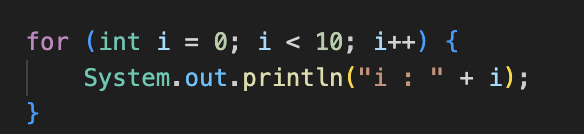 for (int i = 0; i < 10; i++) {
    System.out.println("i : " + i);
}